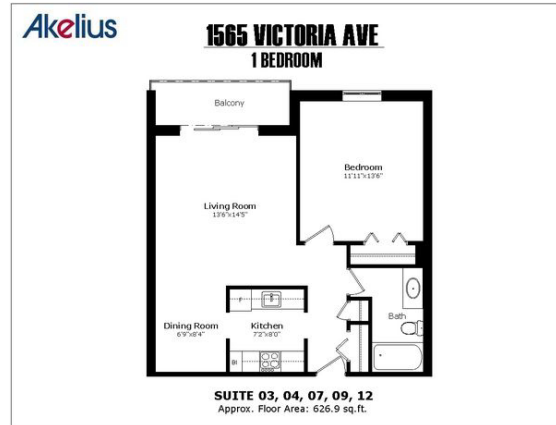 Akelius
1565 VICTORIA AVE
1 BEDROOM
Balcony
Bedroom
11'11"x13'6"
Living Room
13'6"x14'5"
Bath
Dining Room
6'9"x8'4"
Kitchen
7'2"x8'0"
F
SUITE 03, 04, 07, 09, 12
Approx. Floor Area: 626.9 sq.ft.